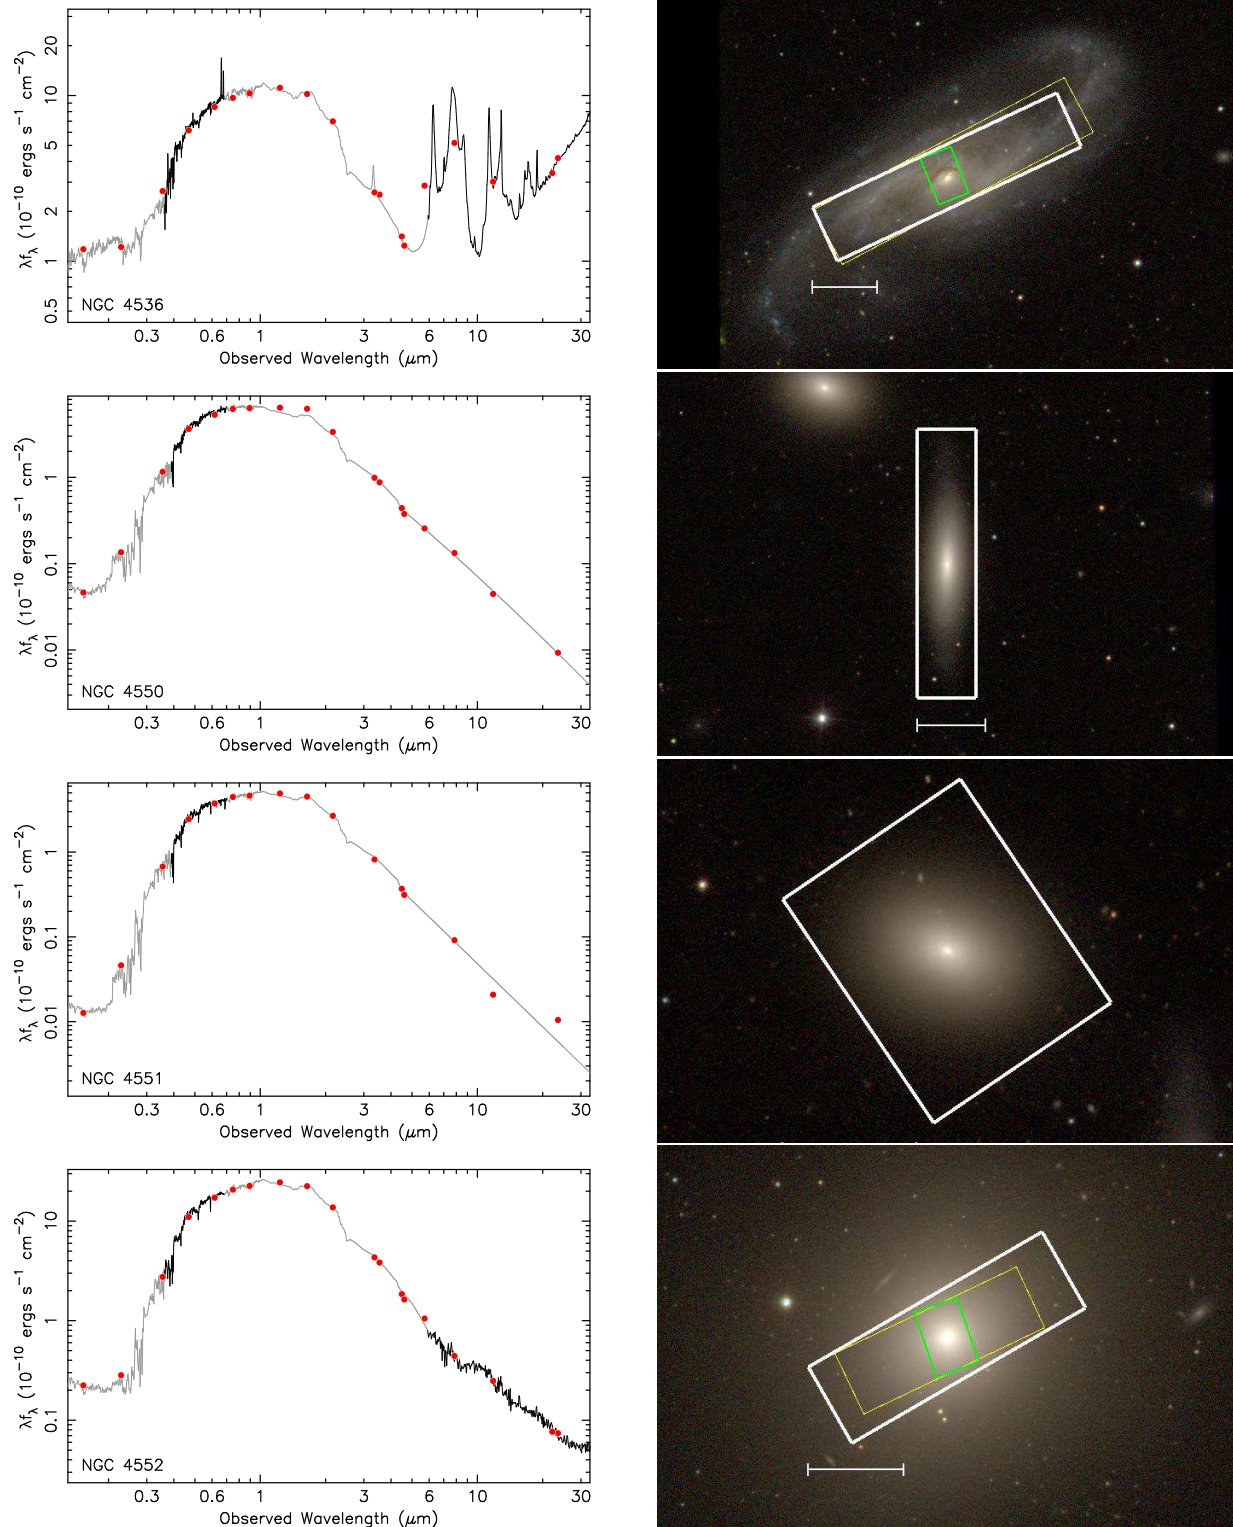 20
10
5
2
1
0.5
λf_λ (10⁻¹⁰ ergs s⁻¹ cm⁻²)
NGC 4536
0.3 0.6 1 3 6 10 30
Observed Wavelength (μm)
1
0.1
0.01
λf_λ (10⁻¹⁰ ergs s⁻¹ cm⁻²)
NGC 4550
0.3 0.6 1 3 6 10 30
Observed Wavelength (μm)
1
0.1
0.01
λf_λ (10⁻¹⁰ ergs s⁻¹ cm⁻²)
NGC 4551
0.3 0.6 1 3 6 10 30
Observed Wavelength (μm)
10
1
0.1
λf_λ (10⁻¹⁰ ergs s⁻¹ cm⁻²)
NGC 4552
0.3 0.6 1 3 6 10 30
Observed Wavelength (μm)